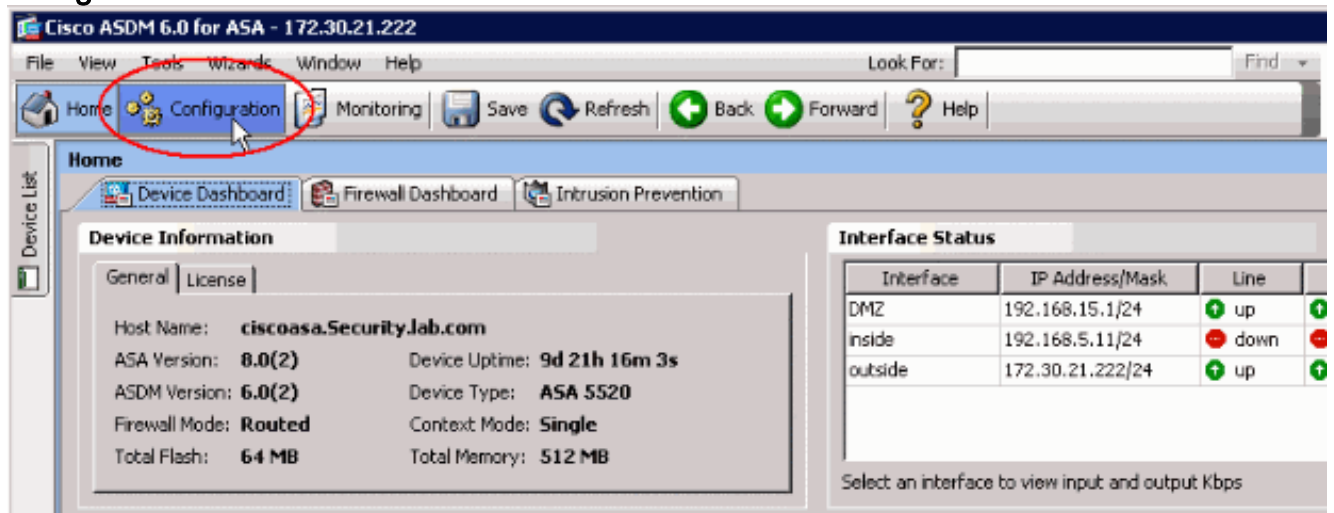 Cisco ASDM 6.0 for ASA - 172.30.21.222
File View Tools Wizards Window Help Look For: Find
Home Configuration Monitoring Save Refresh Back Forward Help
Device List
Home
Device Dashboard Firewall Dashboard Intrusion Prevention
Device Information
General License
Host Name: ciscoasa.Security.lab.com
ASA Version: 8.0(2) Device Uptime: 9d 21h 16m 3s
ASDM Version: 6.0(2) Device Type: ASA 5520
Firewall Mode: Routed Context Mode: Single
Total Flash: 64 MB Total Memory: 512 MB
Interface Status
Interface IP Address/Mask Line
DMZ 192.168.15.1/24 up
inside 192.168.5.11/24 down
outside 172.30.21.222/24 up
Select an interface to view input and output Kbps